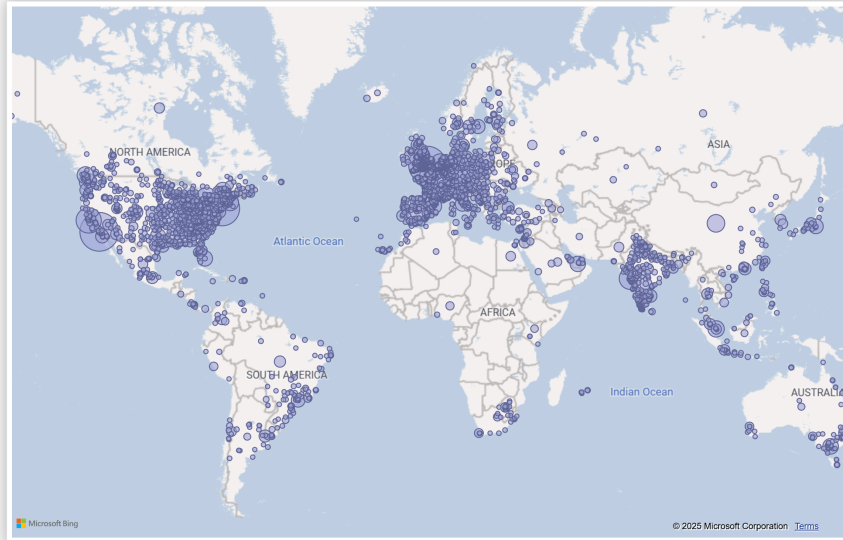 NORTH AMERICA
ASIA
Atlantic Ocean
AFRICA
SOUTH AMERICA
Indian Ocean
AUSTRALIA
Microsoft Bing
© 2025 Microsoft Corporation Terms